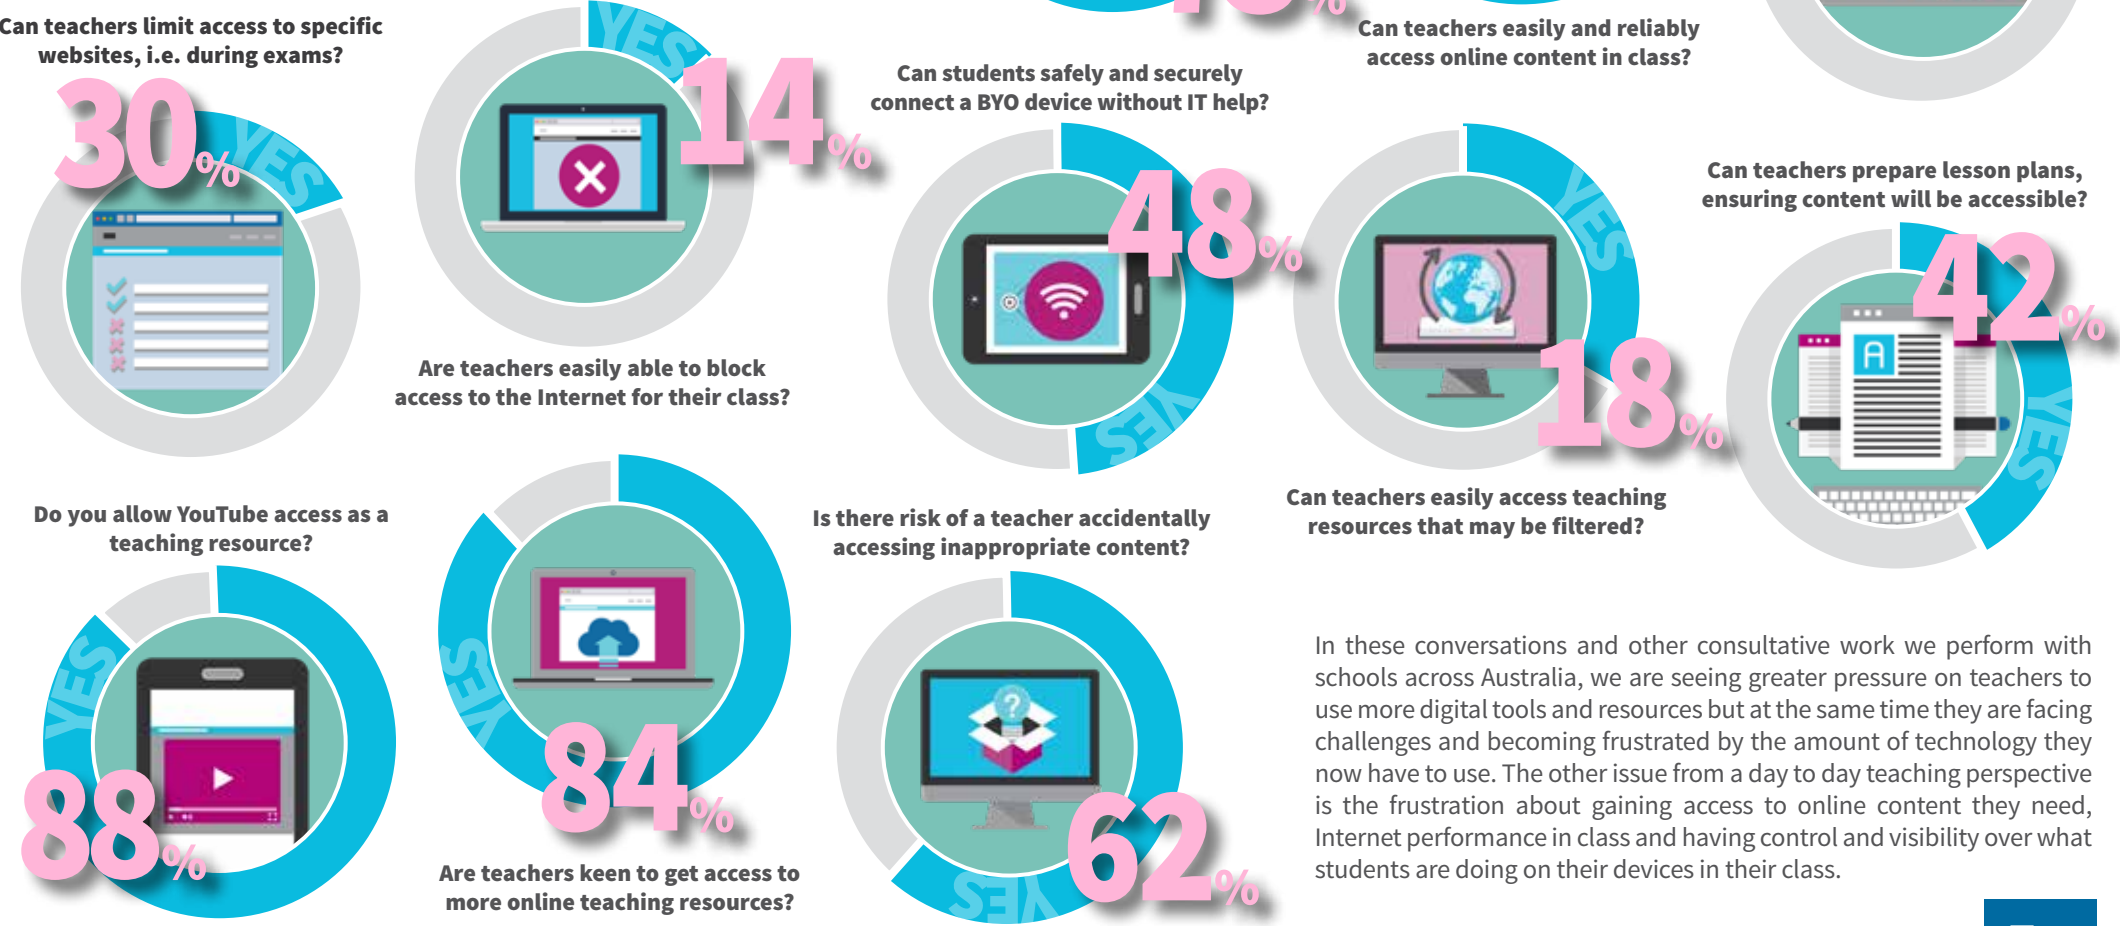 Can teachers limit access to specific
websites, i.e. during exams?
30%
YES
YES
14%
Are teachers easily able to block
access to the Internet for their class?
%
Can students safely and securely
connect a BYO device without IT help?
48%
YES
Can teachers easily and reliably
access online content in class?
YES
18%
Can teachers easily access teaching
resources that may be filtered?
Can teachers prepare lesson plans,
ensuring content will be accessible?
42%
YES
A
Do you allow YouTube access as a
teaching resource?
YES
88%
YES
84%
Are teachers keen to get access to
more online teaching resources?
Is there risk of a teacher accidentally
accessing inappropriate content?
?
YES
62%
In these conversations and other consultative work we perform with
schools across Australia, we are seeing greater pressure on teachers to
use more digital tools and resources but at the same time they are facing
challenges and becoming frustrated by the amount of technology they
now have to use. The other issue from a day to day teaching perspective
is the frustration about gaining access to online content they need,
Internet performance in class and having control and visibility over what
students are doing on their devices in their class.